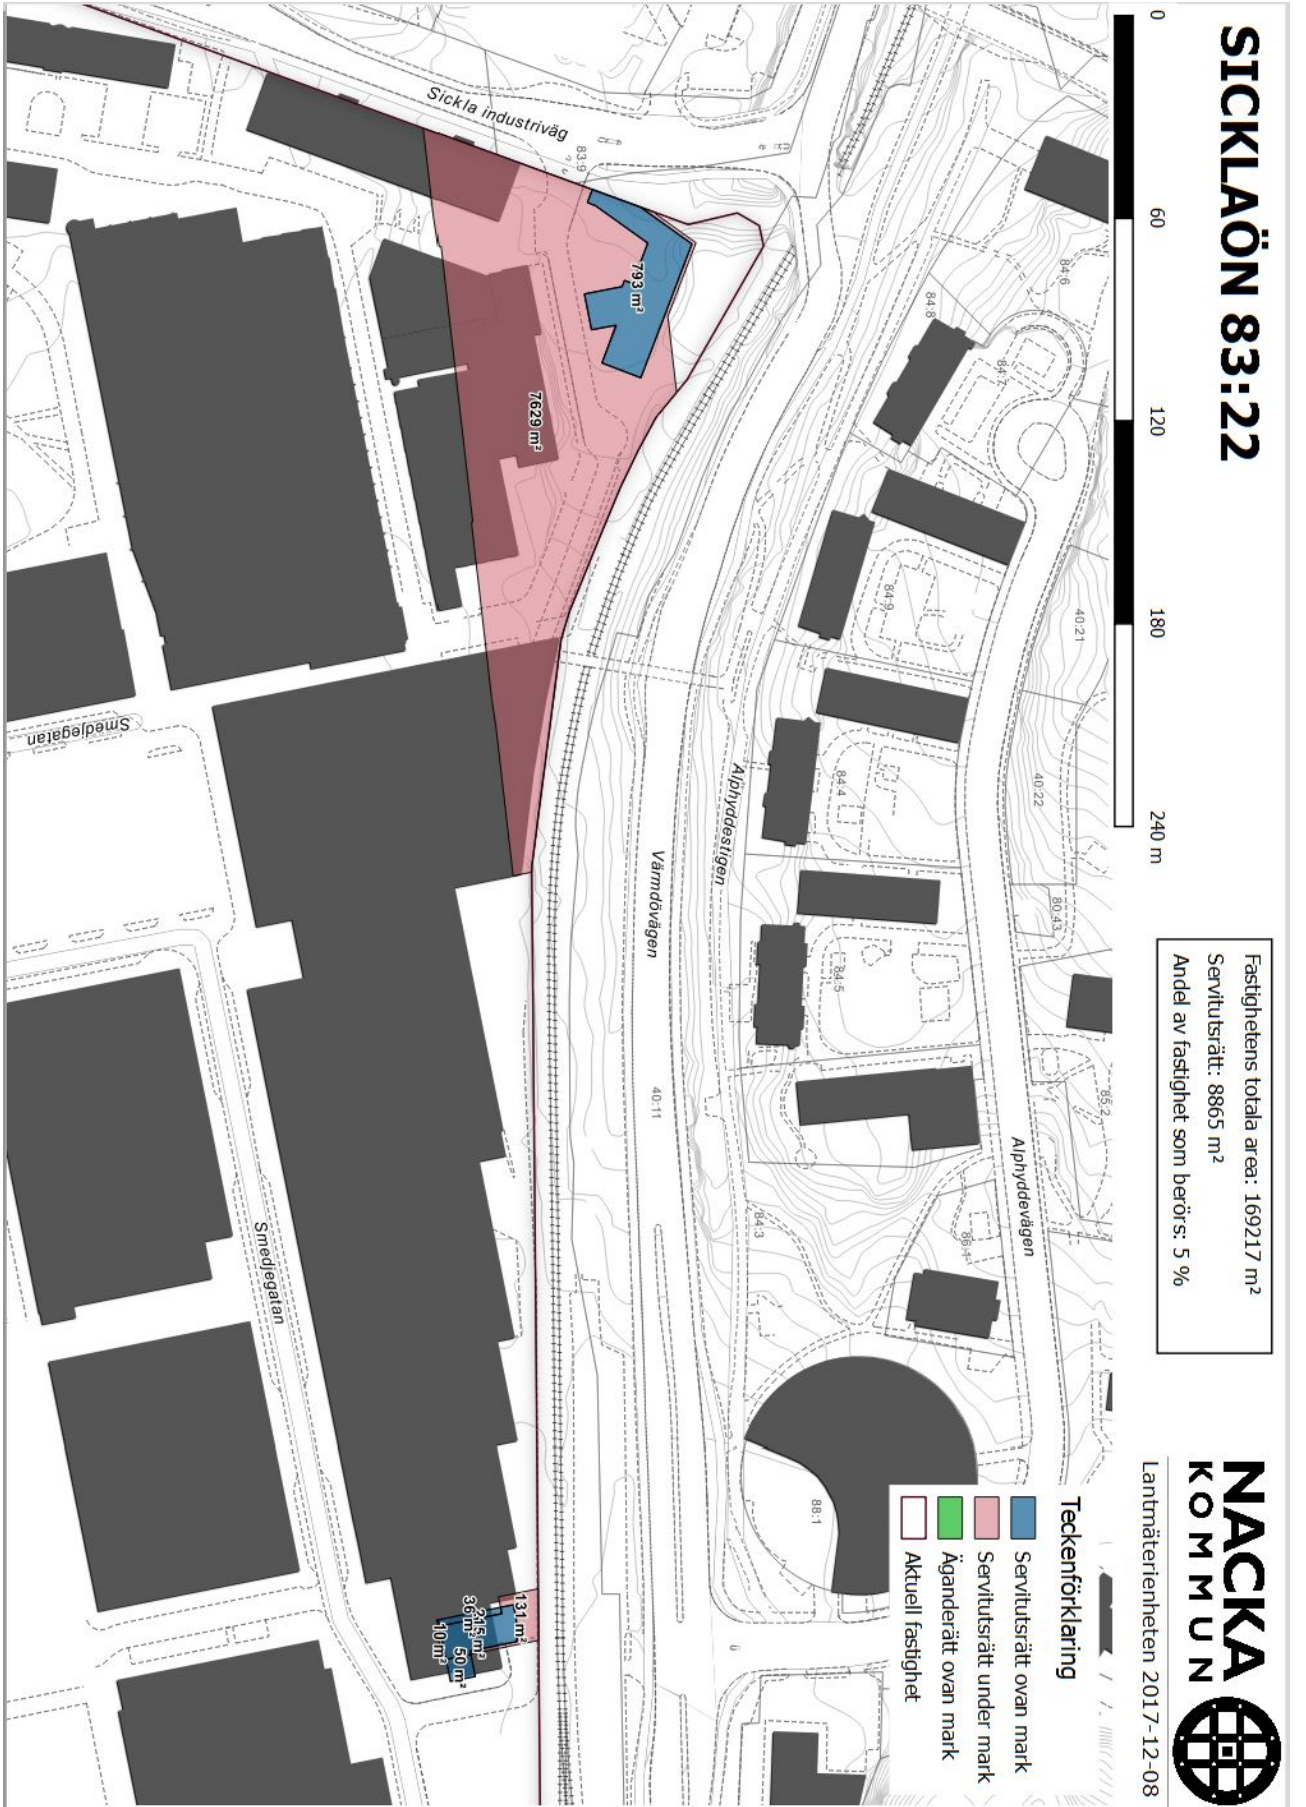 SICKLAÖN 83:22
0
60
120
180
240 m
Fastighetens totala area: 169217 m²
Servitutsrätt: 8865 m²
Andel av fastighet som berörs: 5 %
NACKA
KOMMUN
Lantmäterienheten 2017-12-08
Teckenförklaring
Servitutsrätt ovan mark
Servitutsrätt under mark
Äganderätt ovan mark
Aktuell fastighet
Sickla industriväg
83:9
793 m²
7629 m²
84:6
84:8
84:7
84:9
40:21
40:22
84:4
80:43
84:5
85:2
Alphyddestigen
Värmdövägen
40:11
Alphyddevägen
84:3
86:1
88:1
Smedjegatan
Smedjegatan
131 m²
215 m²
36 m²
10 m²
50 m²